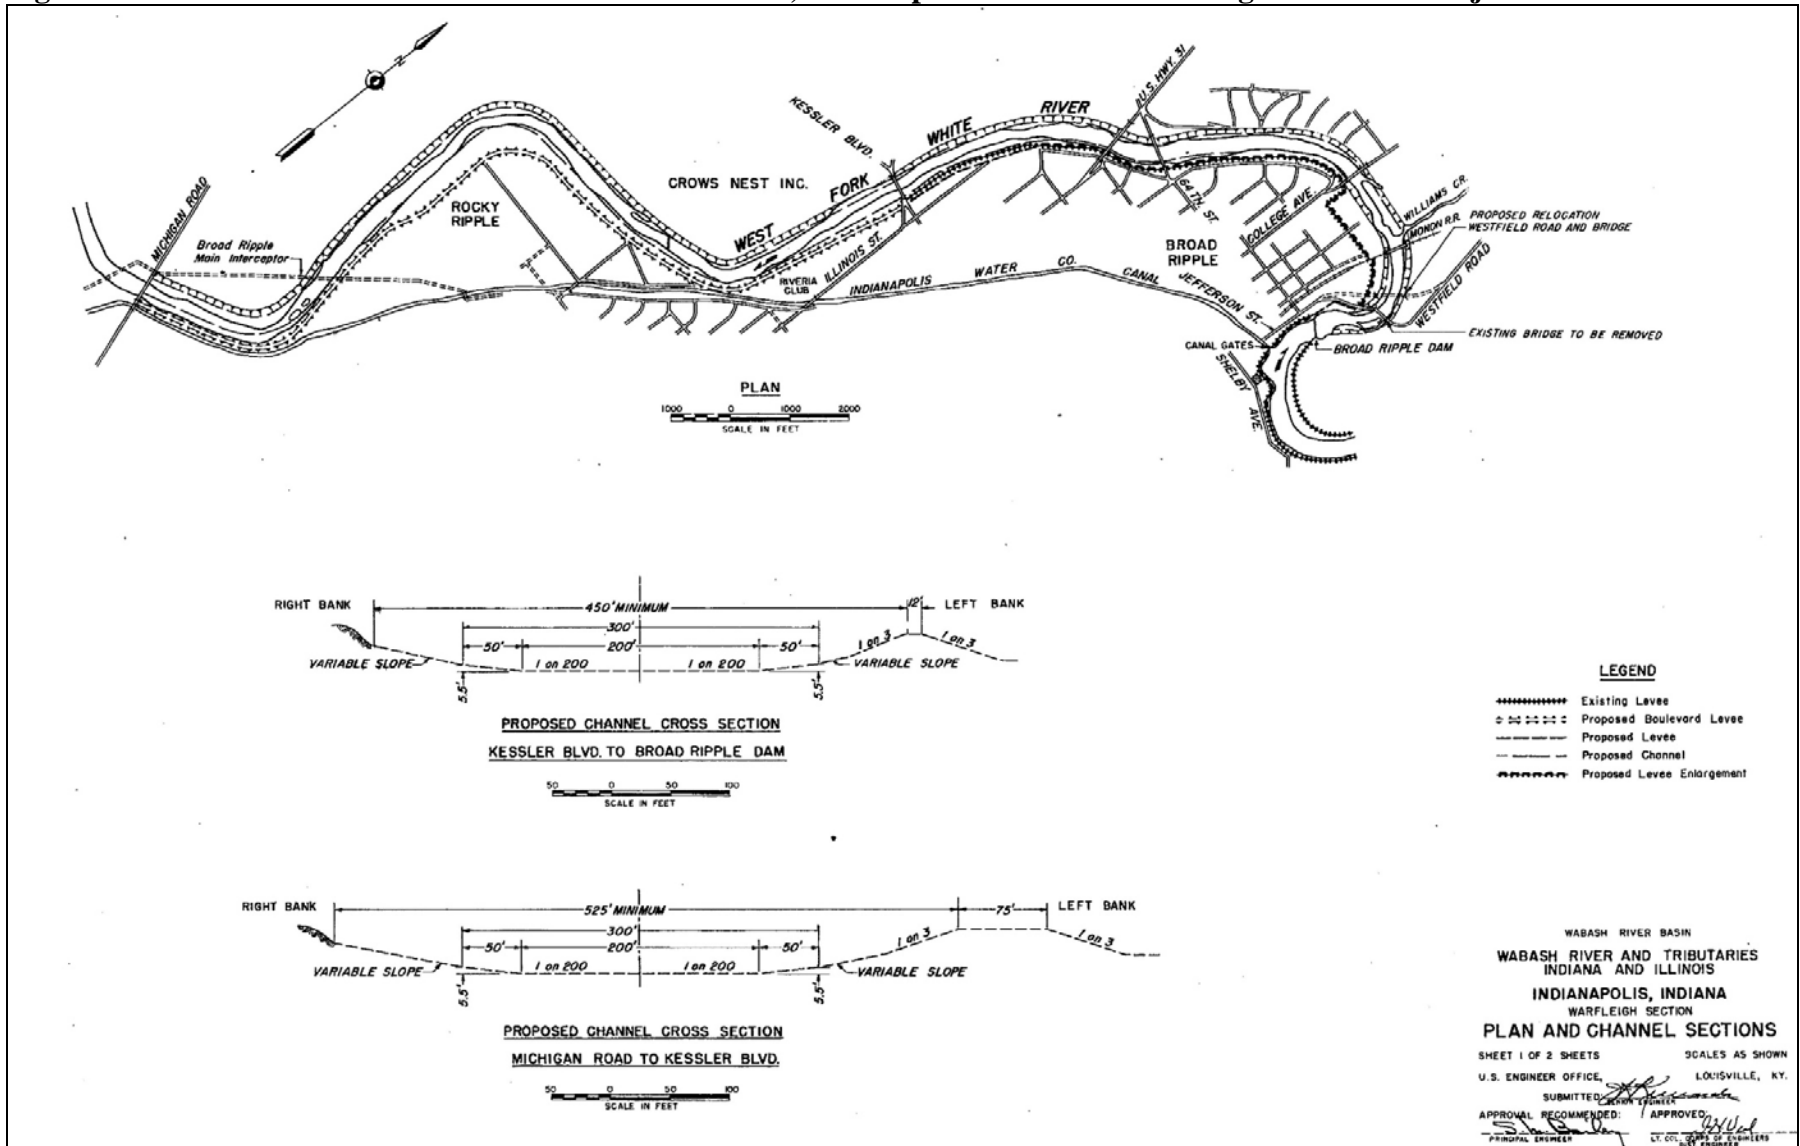 N
U.S. HWY. 31
KESSLER BLVD.
WEST FORK WHITE RIVER
CROWS NEST INC.
MICHIGAN ROAD
ROCKY
RIPPLE
Broad Ripple
Main Interceptor
64TH ST.
COLLEGE AVE.
WILLIAMS CR.
MONON R.R.
PROPOSED RELOCATION
WESTFIELD ROAD AND BRIDGE
BROAD
RIPPLE
WESTFIELD ROAD
ILLINOIS ST.
RIVERIA
CLUB
INDIANAPOLIS WATER CO. CANAL
JEFFERSON ST.
EXISTING BRIDGE TO BE REMOVED
CANAL GATES
BROAD RIPPLE DAM
SHELBY AVE.
PLAN
1000 0 1000 2000
SCALE IN FEET
RIGHT BANK
450' MINIMUM
12'
LEFT BANK
300'
50' 200' 50'
1 on 3 1 on 3
VARIABLE SLOPE
1 on 200 1 on 200
VARIABLE SLOPE
5.5' 5.5'
PROPOSED CHANNEL CROSS SECTION
KESSLER BLVD. TO BROAD RIPPLE DAM
50 0 50 100
SCALE IN FEET
LEGEND
Existing Levee
Proposed Boulevard Levee
Proposed Levee
Proposed Channel
Proposed Levee Enlargement
RIGHT BANK
525' MINIMUM
75'
LEFT BANK
300'
50' 200' 50'
1 on 3 1 on 3
VARIABLE SLOPE
1 on 200 1 on 200
VARIABLE SLOPE
5.5' 5.5'
PROPOSED CHANNEL CROSS SECTION
MICHIGAN ROAD TO KESSLER BLVD.
50 0 50 100
SCALE IN FEET
WABASH RIVER BASIN
WABASH RIVER AND TRIBUTARIES
INDIANA AND ILLINOIS
INDIANAPOLIS, INDIANA
WARFLEIGH SECTION
PLAN AND CHANNEL SECTIONS
SHEET 1 OF 2 SHEETS SCALES AS SHOWN
U.S. ENGINEER OFFICE, LOUISVILLE, KY.
SUBMITTED:
ENGINEER
APPROVAL RECOMMENDED: APPROVED:
PRINCIPAL ENGINEER
LT. COL. CORPS OF ENGINEERS
DIST. ENGINEER